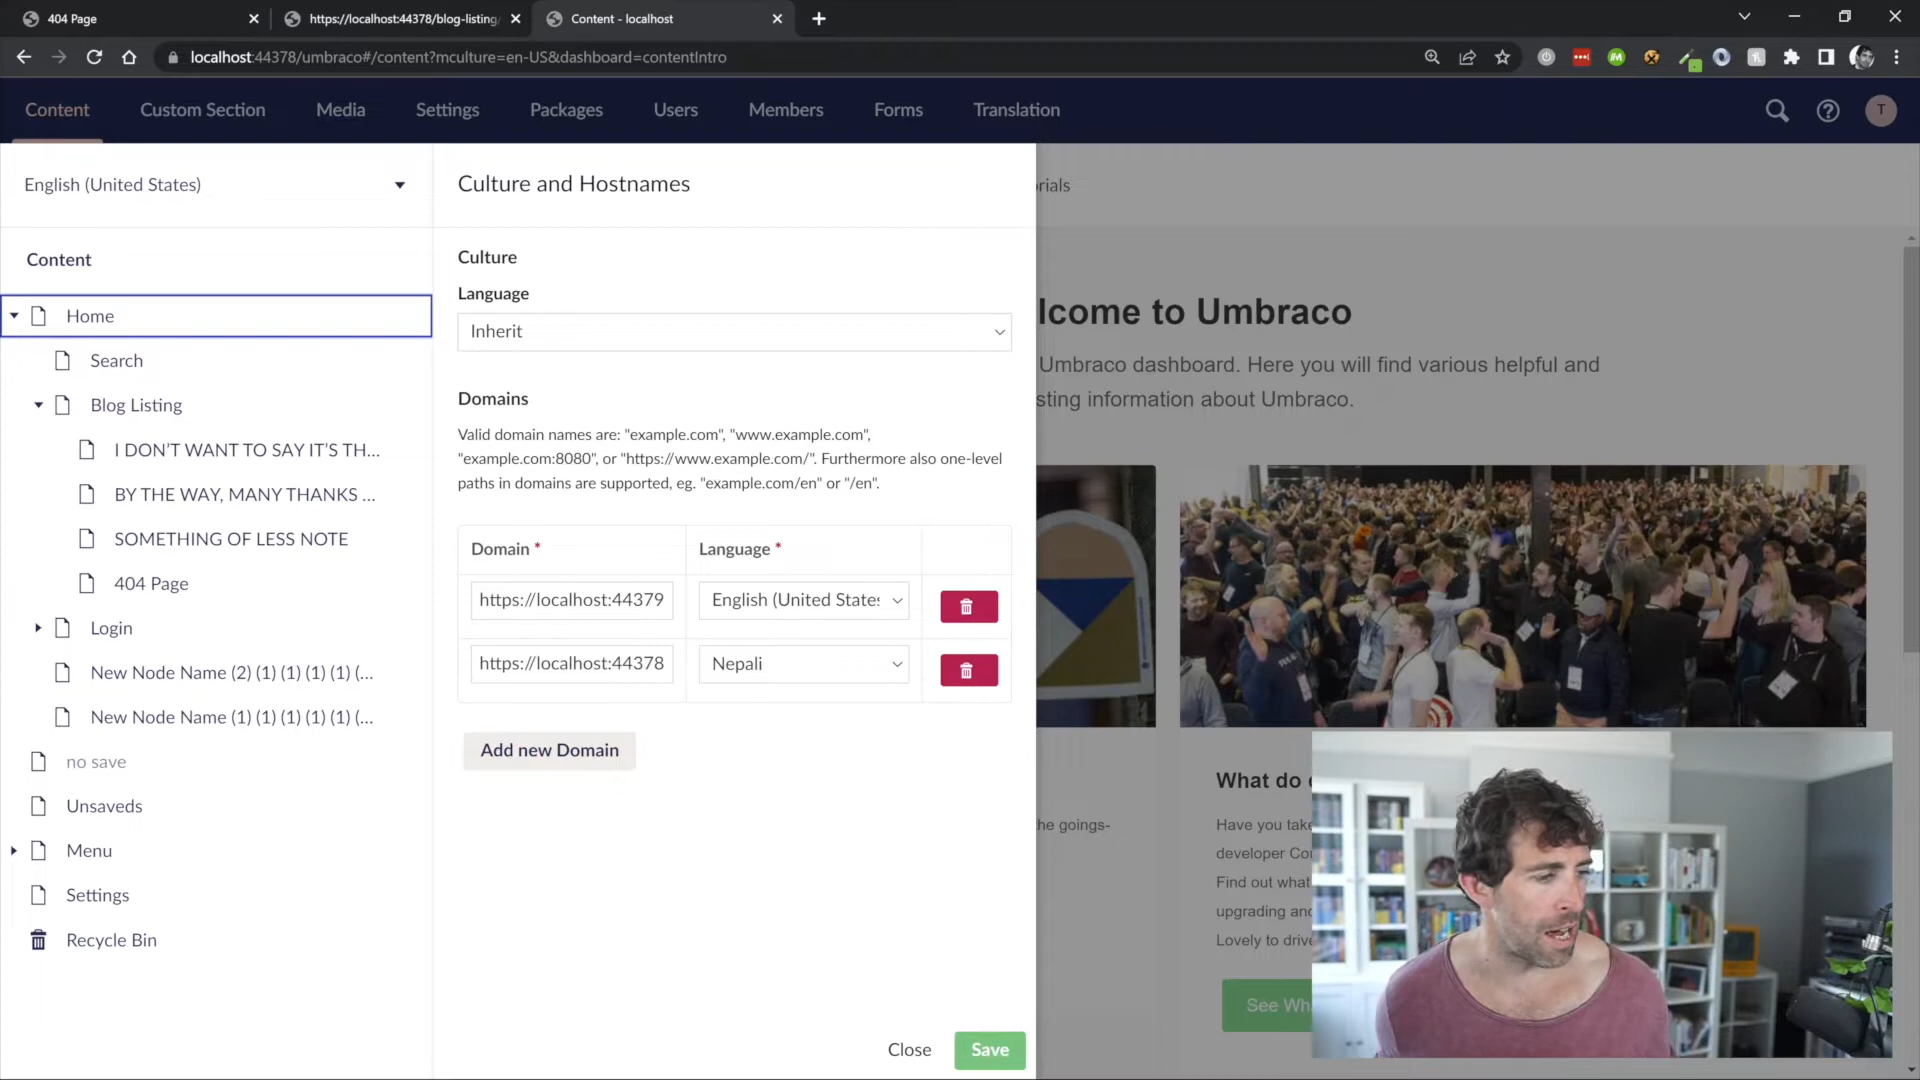 404 Page
https://localhost:44378/blog-listing
Content - localhost
localhost:44378/umbraco#/content?mculture=en-US&dashboard=contentIntro
Content
Custom Section
Media
Settings
Packages
Users
Members
Forms
Translation
T
English (United States)
Culture and Hostnames
orials
Content
Culture
Language
Inherit
Home
Search
Blog Listing
I DON’T WANT TO SAY IT’S TH...
BY THE WAY, MANY THANKS ...
SOMETHING OF LESS NOTE
404 Page
Login
New Node Name (2) (1) (1) (1) (1) (...
New Node Name (1) (1) (1) (1) (1) (...
no save
Unsaveds
Menu
Settings
Recycle Bin
Domains
Valid domain names are: "example.com", "www.example.com",
"example.com:8080", or "https://www.example.com/". Furthermore also one-level
paths in domains are supported, eg. "example.com/en" or "/en".
Domain *
Language *
https://localhost:44379
English (United States
https://localhost:44378
Nepali
Add new Domain
Close
Save
lcome to Umbraco
Umbraco dashboard. Here you will find various helpful and
sting information about Umbraco.
he goings-
What do
Have you take
developer Co
Find out what
upgrading and
Lovely to drive
See Wh